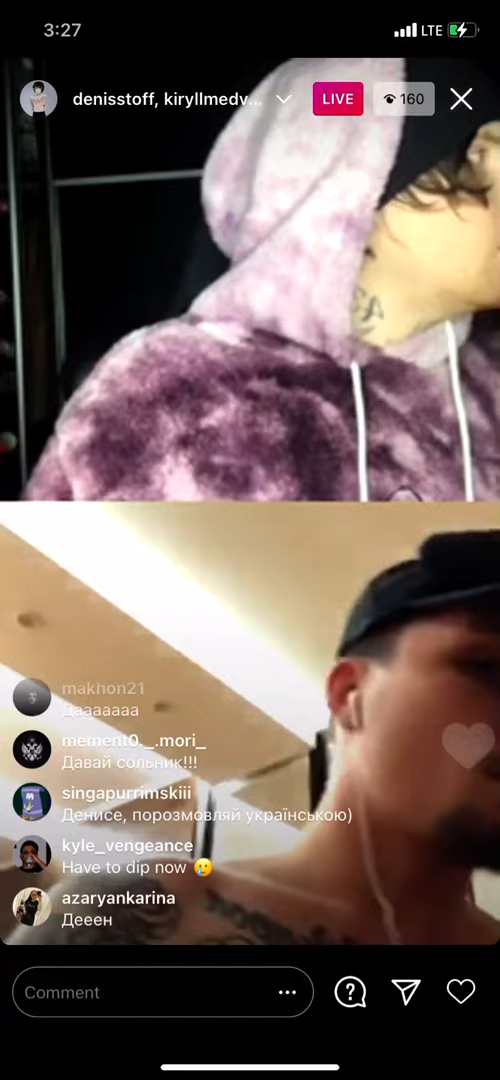 3:27
LTE
denisstoff, kiryllmedv...
LIVE
160
makhon21
Дааааааа
mement0._.mori_
Давай сольник!!!
singapurrimskiii
Денисе, порозмовляй українською)
kyle_vengeance
Have to dip now 🥲
azaryankarina
Дееен
Comment